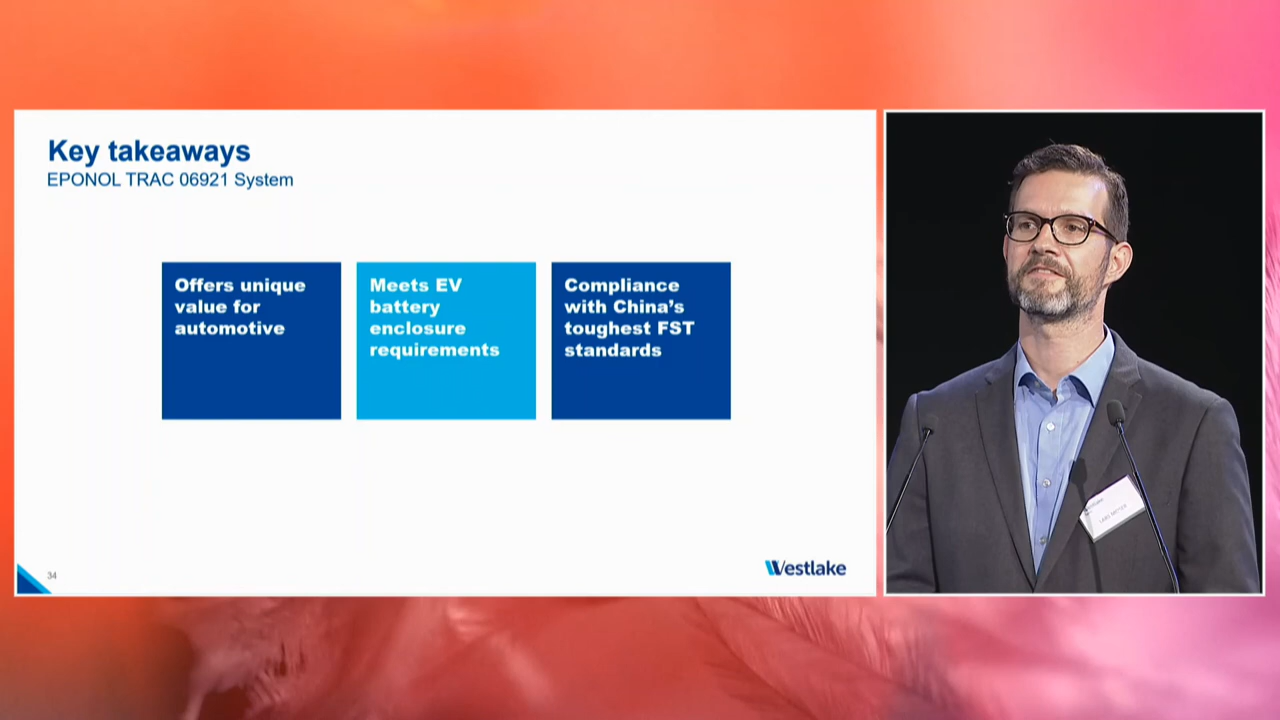 Key takeaways
EPONOL TRAC 06921 System
Offers unique
value for
automotive
Meets EV
battery
enclosure
requirements
Compliance
with China’s
toughest FST
standards
34
Westlake